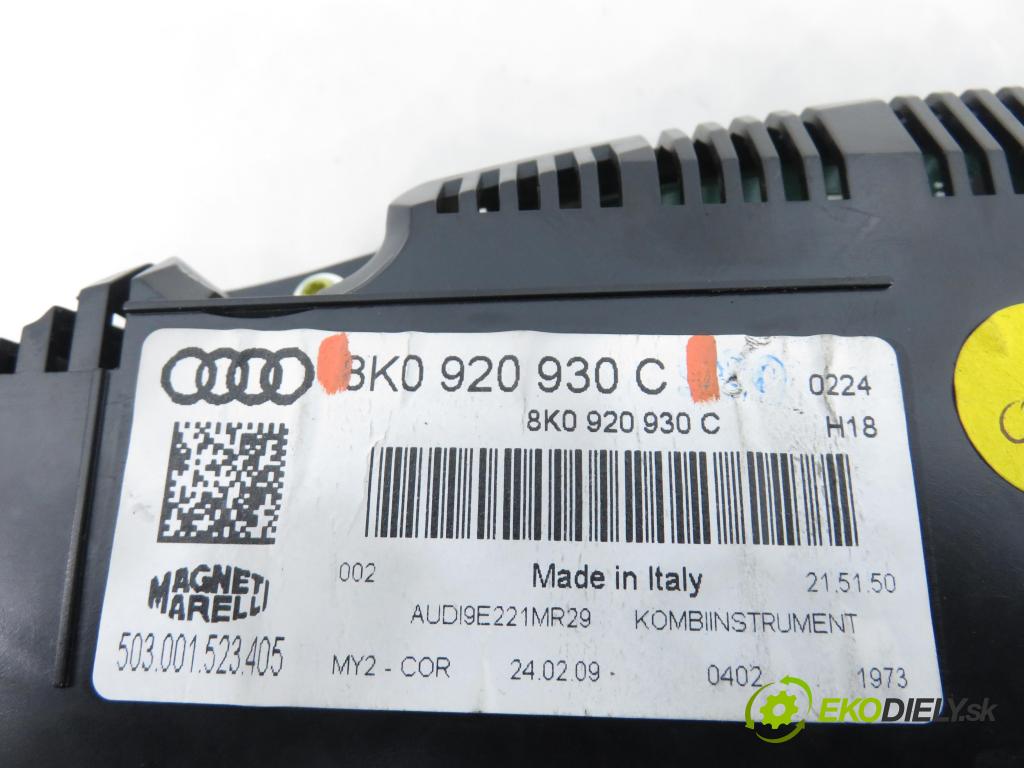 8K0 920 930 C
0224
8K0 920 930 C
H18
MAGNETI
MARELLI
002
Made in Italy
21.51.50
AUDI9E221MR29 KOMBIINSTRUMENT
503.001.523.405
MY2 - COR 24.02.09 - 0402 1973
EKODIELY.sk